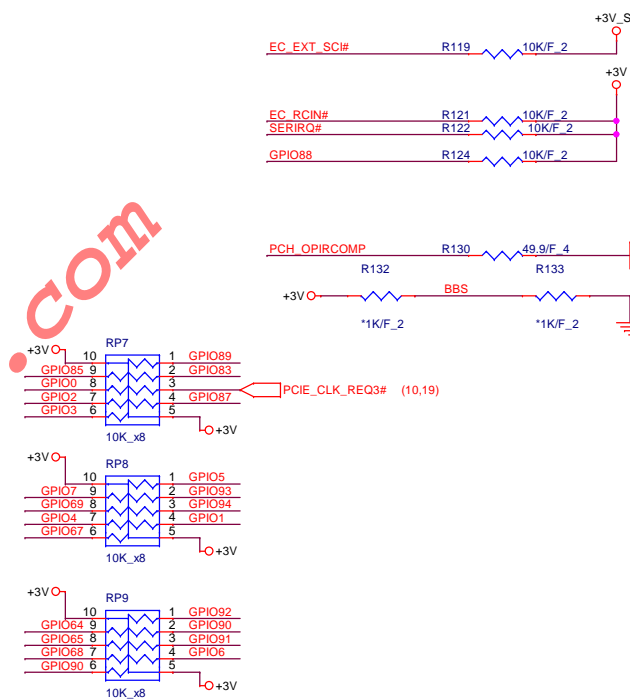 +3V_S
EC_EXT_SCI# R119 10K/F_2
+3V
EC_RCIN# R121 10K/F_2
SERIRQ# R122 10K/F_2
GPIO88 R124 10K/F_2
.com
PCH_OPIRCOMP R130 49.9/F_4
R132 R133
+3V BBS
*1K/F_2 *1K/F_2
RP7
+3V 10 1 GPIO89
GPIO85 9 2 GPIO83
GPIO0 8 3 PCIE_CLK_REQ3# (10,19)
GPIO2 7 4 GPIO87
GPIO3 6 5
+3V
10K_x8
RP8
+3V 10 1 GPIO5
GPIO7 9 2 GPIO93
GPIO69 8 3 GPIO94
GPIO4 7 4 GPIO1
GPIO67 6 5
+3V
10K_x8
RP9
+3V 10 1 GPIO92
GPIO64 9 2 GPIO90
GPIO65 8 3 GPIO91
GPIO68 7 4 GPIO6
GPIO90 6 5
+3V
10K_x8